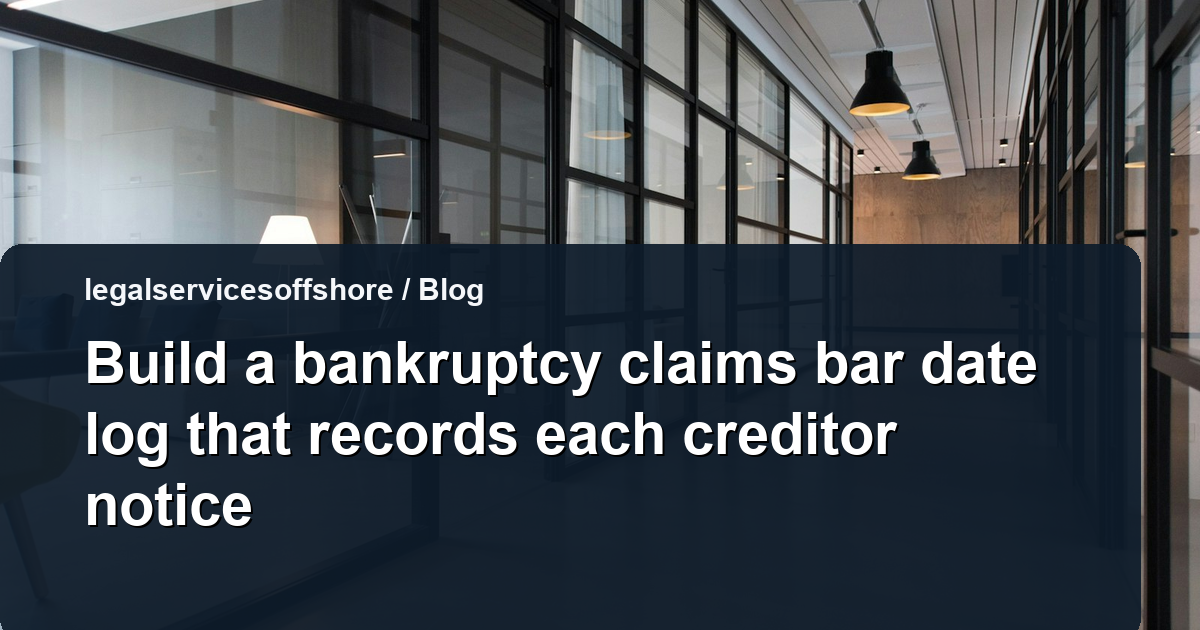 legalservicesoffshore / Blog
Build a bankruptcy claims bar date
log that records each creditor
notice